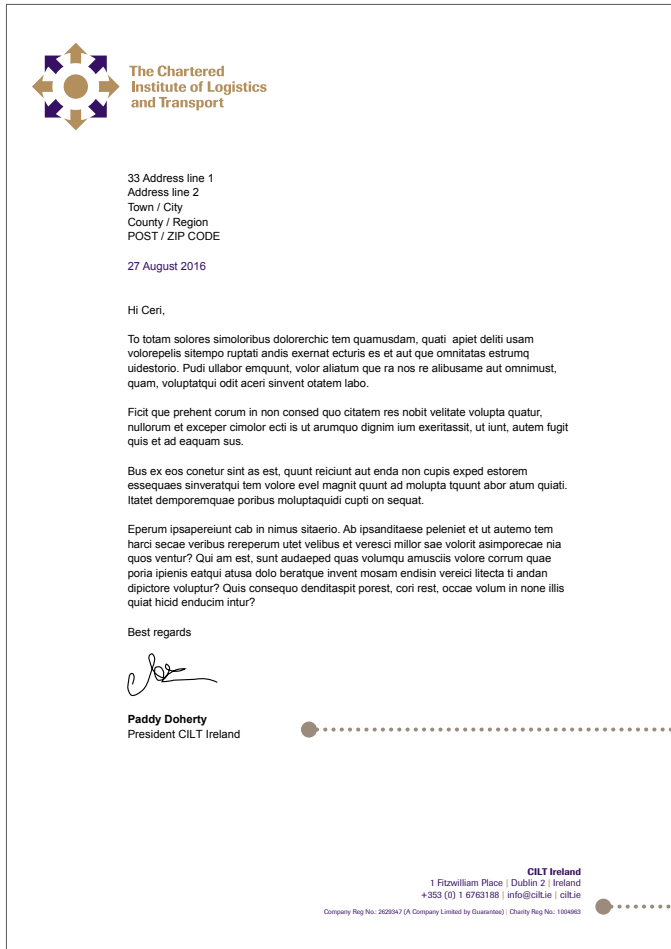 The Chartered
Institute of Logistics
and Transport
33 Address line 1
Address line 2
Town / City
County / Region
POST / ZIP CODE
27 August 2016
Hi Ceri,
To totam solores simoloribus dolorerchic tem quamusdam, quati  apiet deliti usam
volorepelis sitempo ruptati andis exernat ecturis es et aut que omnitatas estrumq
uidestorio. Pudi ullabor emquunt, volor aliatum que ra nos re alibusame aut omnimust,
quam, voluptatqui odit aceri sinvent otatem labo.
Ficit que prehent corum in non consed quo citatem res nobit velitate volupta quatur,
nullorum et exceper cimolor ecti is ut arumquo dignim ium exeritassit, ut iunt, autem fugit
quis et ad eaquam sus.
Bus ex eos conetur sint as est, quunt reiciunt aut enda non cupis exped estorem
essequaes sinveratqui tem volore evel magnit quunt ad molupta tquunt abor atum quiati.
Itatet demporemquae poribus moluptaquidi cupti on sequat.
Eperum ipsapereiunt cab in nimus sitaerio. Ab ipsanditaese peleniet et ut autemo tem
harci secae veribus rereperum utet velibus et veresci millor sae volorit asimporecae nia
quos ventur? Qui am est, sunt audaeped quas volumqu amusciis volore corrum quae
poria ipienis eatqui atusa dolo beratque invent mosam endisin vereici litecta ti andan
dipictore voluptur? Quis consequo denditaspit porest, cori rest, occae volum in none illis
quiat hicid enducim intur?
Best regards
Paddy Doherty
President CILT Ireland
CILT Ireland
1 Fitzwilliam Place | Dublin 2 | Ireland
+353 (0) 1 6763188 | info@cilt.ie | cilt.ie
Company Reg No.: 2629347 (A Company Limited by Guarantee) | Charity Reg No.: 1004963